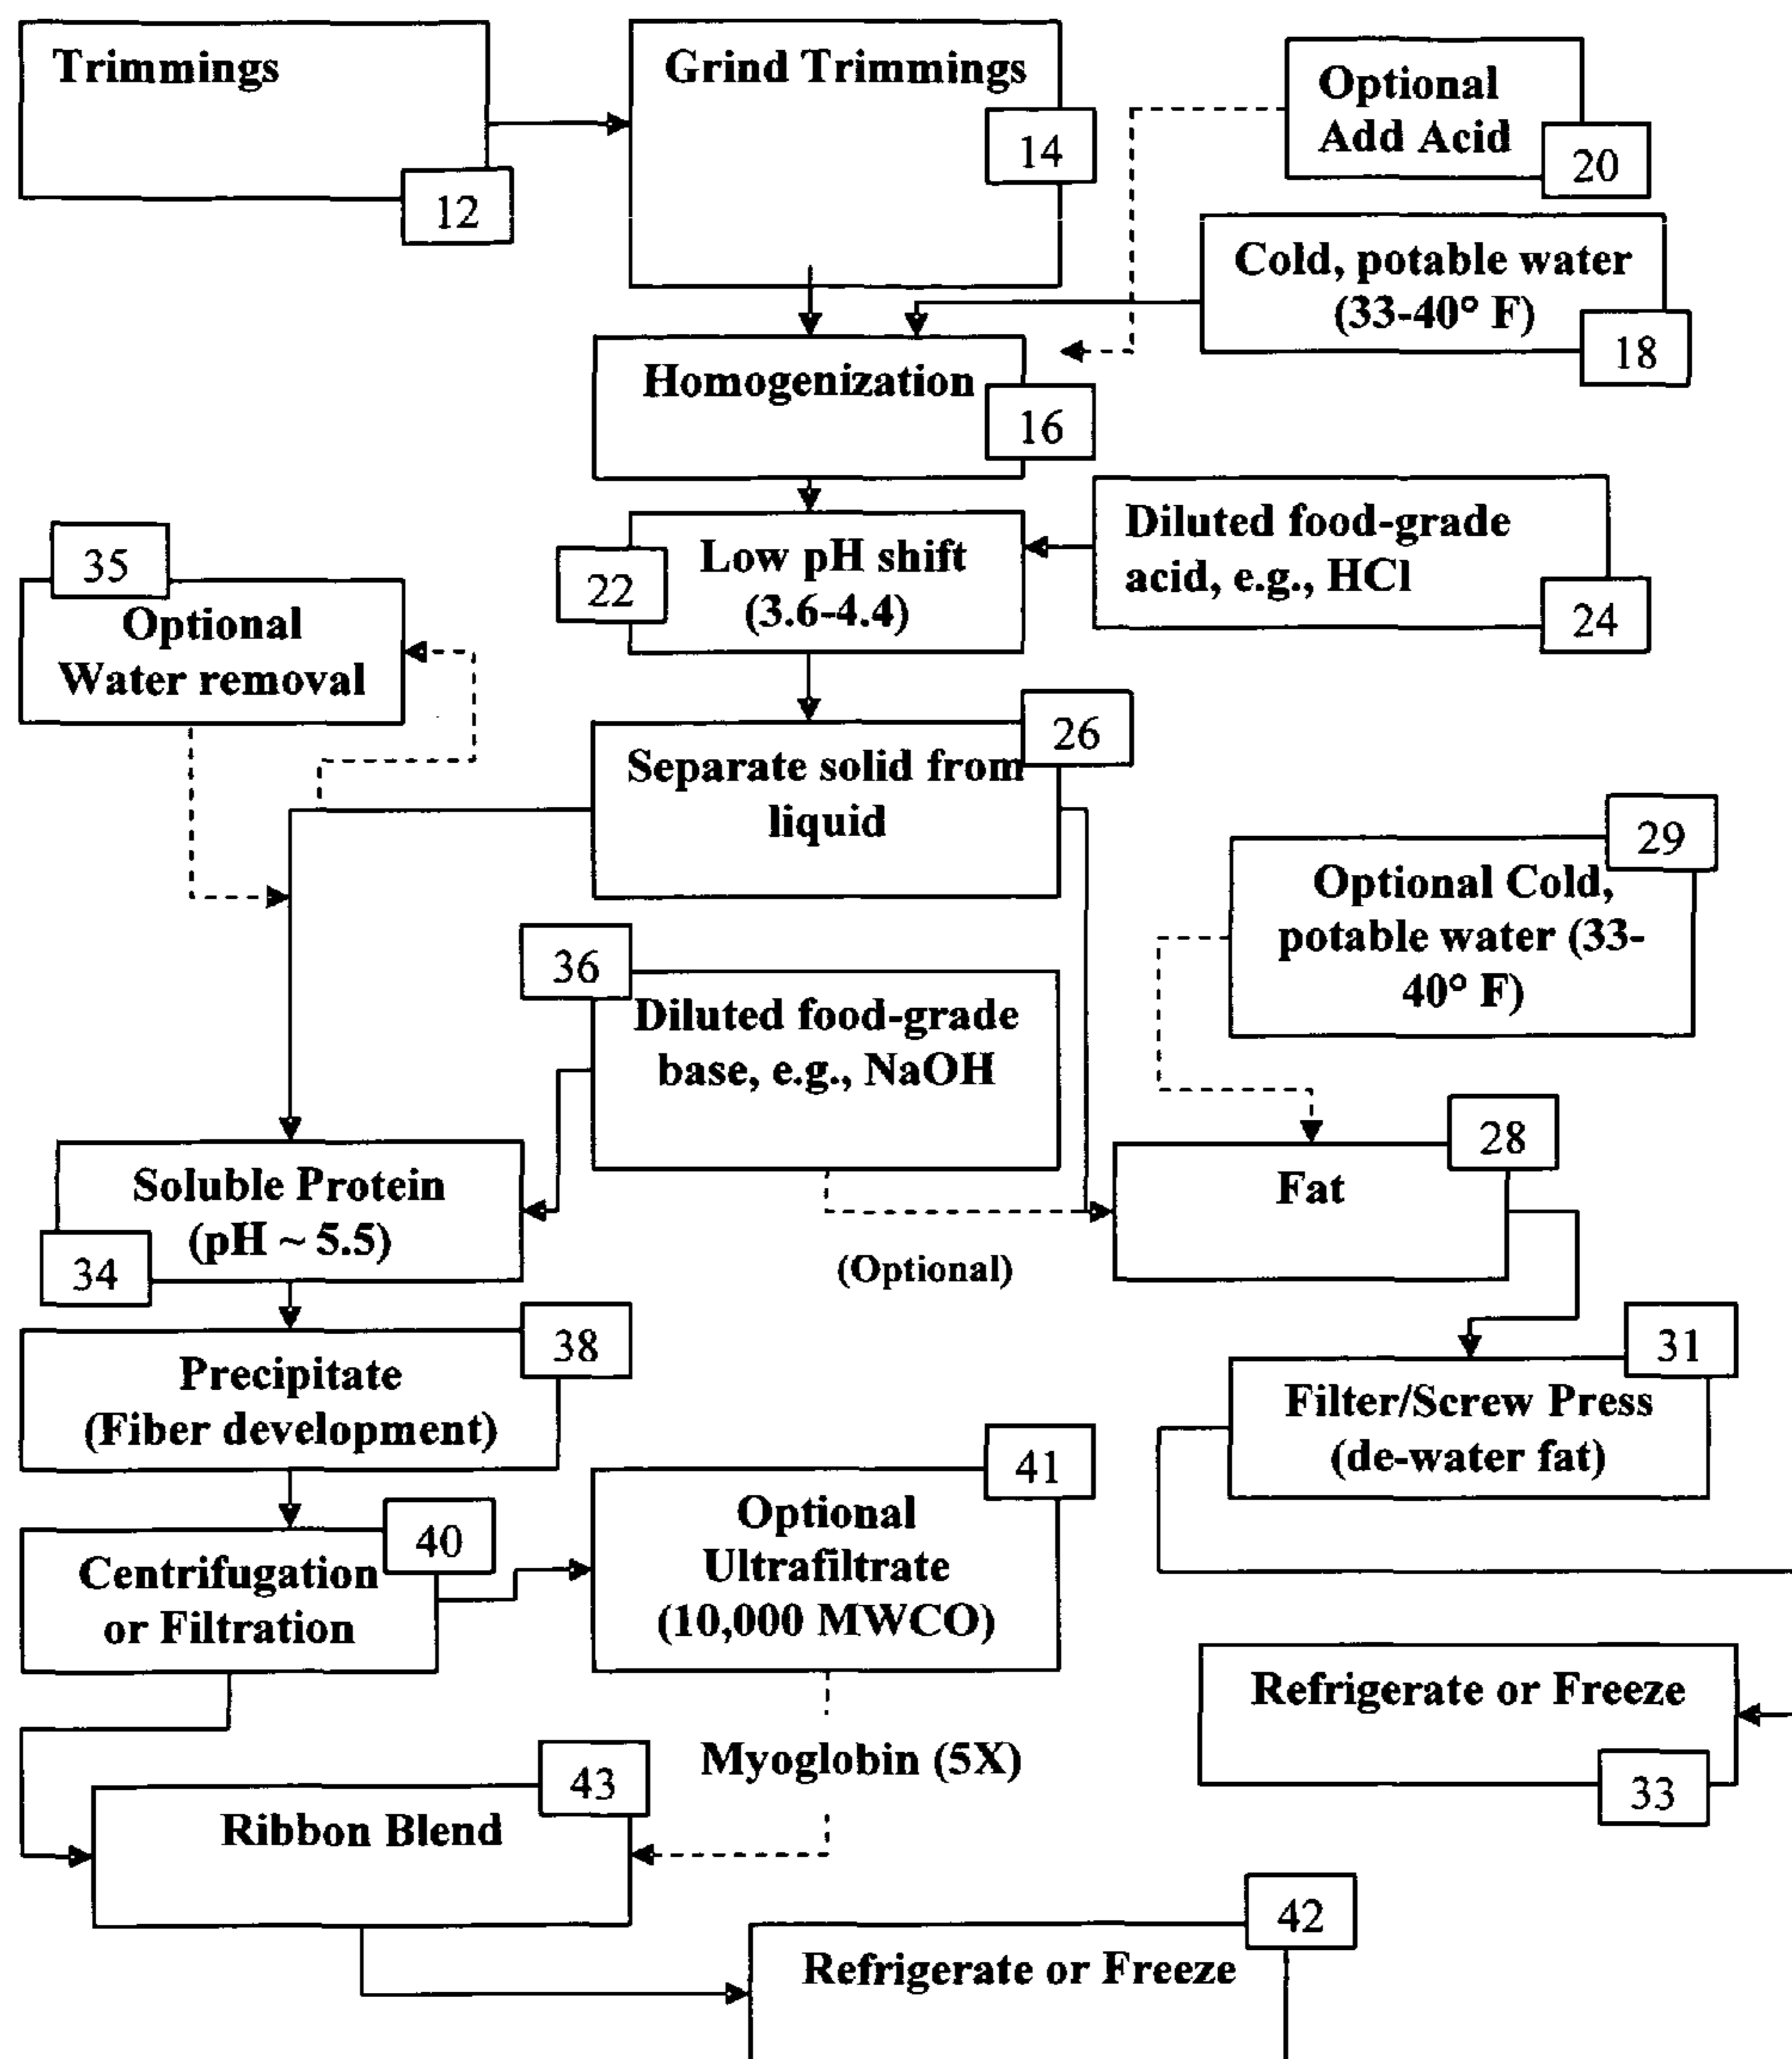 Trimmings
12
Grind Trimmings
14
Optional
Add Acid
20
Cold, potable water
(33-40° F)
18
Homogenization
16
Low pH shift
(3.6-4.4)
22
Diluted food-grade
acid, e.g., HCl
24
35
Optional
Water removal
26
Separate solid from
liquid
29
Optional Cold,
potable water (33-
40° F)
36
Diluted food-grade
base, e.g., NaOH
28
Fat
Soluble Protein
(pH ~ 5.5)
34
(Optional)
38
Precipitate
(Fiber development)
31
Filter/Screw Press
(de-water fat)
40
Centrifugation
or Filtration
41
Optional
Ultrafiltrate
(10,000 MWCO)
Refrigerate or Freeze
33
Myoglobin (5X)
43
Ribbon Blend
42
Refrigerate or Freeze